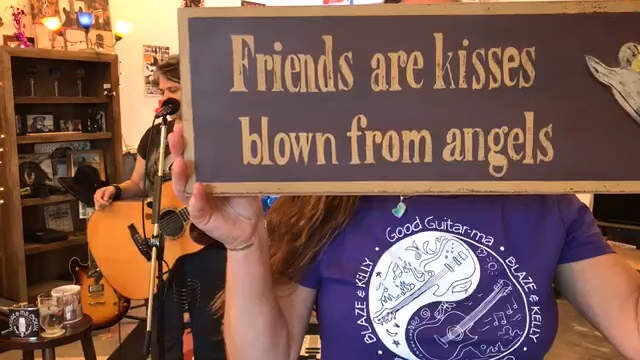 Friends are kisses
blown from angels
Good Guitar-ma
BLAZE & KELLY
BLAZE & KELLY